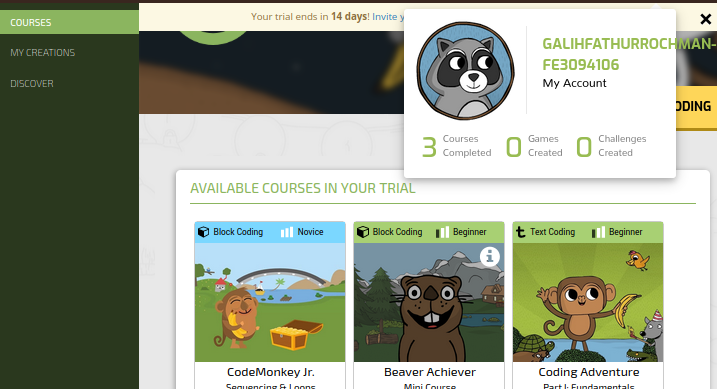 COURSES
MY CREATIONS
DISCOVER
Your trial ends in 14 days! Invite
GALIHFATHURROCHMAN-
FE3D94106
My Account
3 Courses Completed
0 Games Created
0 Challenges Created
ODING
AVAILABLE COURSES IN YOUR TRIAL
Block Coding Novice
Block Coding Beginner
Text Coding Beginner
CodeMonkey Jr.
Sequencing & Loops
Beaver Achiever
Mini Course
Coding Adventure
Part I: Fundamentals